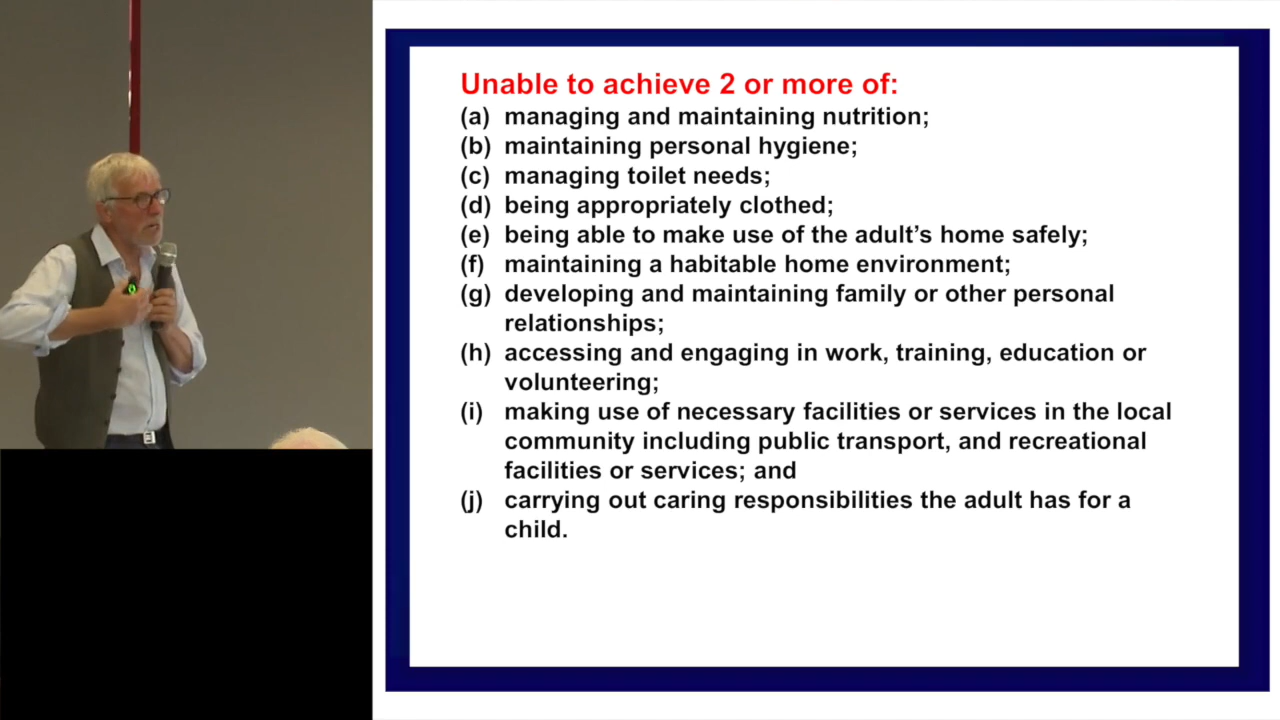 Unable to achieve 2 or more of:
(a) managing and maintaining nutrition;
(b) maintaining personal hygiene;
(c) managing toilet needs;
(d) being appropriately clothed;
(e) being able to make use of the adult’s home safely;
(f) maintaining a habitable home environment;
(g) developing and maintaining family or other personal
relationships;
(h) accessing and engaging in work, training, education or
volunteering;
(i) making use of necessary facilities or services in the local
community including public transport, and recreational
facilities or services; and
(j) carrying out caring responsibilities the adult has for a
child.